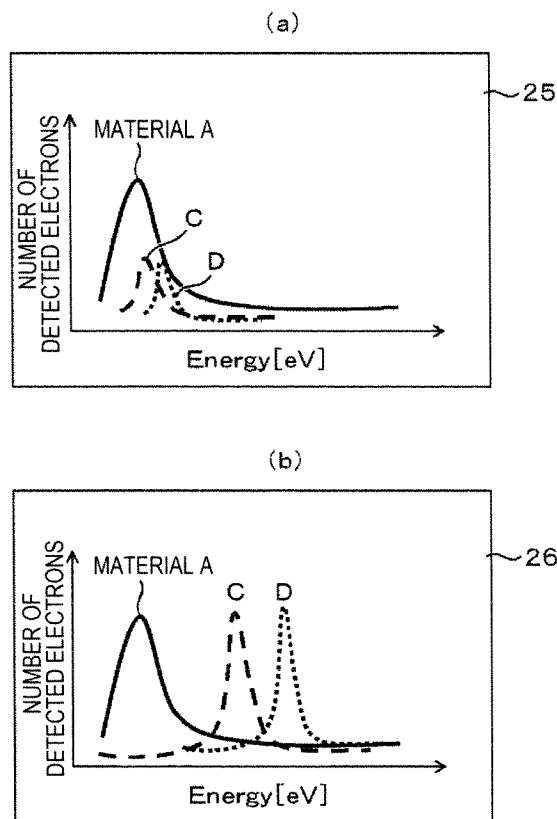 (a)
25
MATERIAL A
C
D
NUMBER OF
DETECTED ELECTRONS
Energy[eV]
(b)
26
MATERIAL A
C
D
NUMBER OF
DETECTED ELECTRONS
Energy[eV]